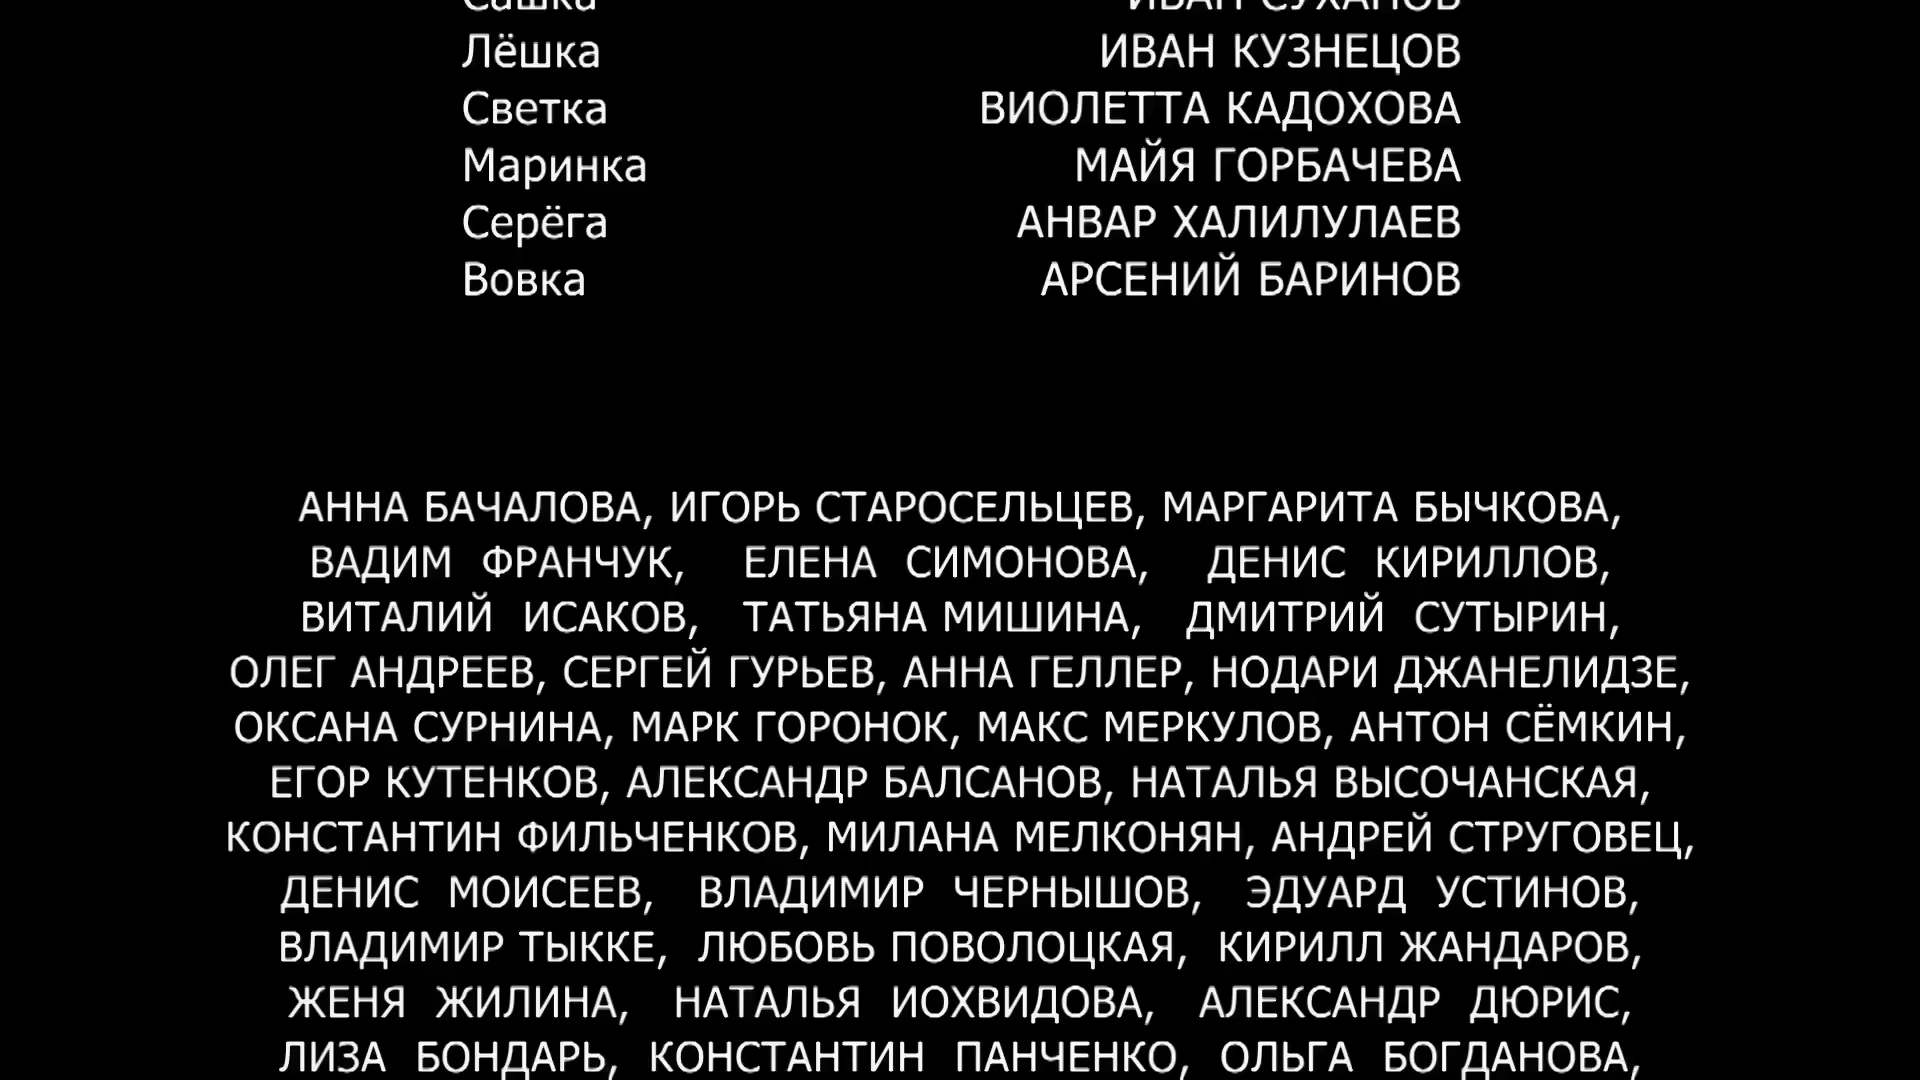 Сашка ИВАН СУХАНОВ
Лёшка ИВАН КУЗНЕЦОВ
Светка ВИОЛЕТТА КАДОХОВА
Маринка МАЙЯ ГОРБАЧЕВА
Серёга АНВАР ХАЛИЛУЛАЕВ
Вовка АРСЕНИЙ БАРИНОВ
АННА БАЧАЛОВА, ИГОРЬ СТАРОСЕЛЬЦЕВ, МАРГАРИТА БЫЧКОВА,
ВАДИМ ФРАНЧУК, ЕЛЕНА СИМОНОВА, ДЕНИС КИРИЛЛОВ,
ВИТАЛИЙ ИСАКОВ, ТАТЬЯНА МИШИНА, ДМИТРИЙ СУТЫРИН,
ОЛЕГ АНДРЕЕВ, СЕРГЕЙ ГУРЬЕВ, АННА ГЕЛЛЕР, НОДАРИ ДЖАНЕЛИДЗЕ,
ОКСАНА СУРНИНА, МАРК ГОРОНОК, МАКС МЕРКУЛОВ, АНТОН СЁМКИН,
ЕГОР КУТЕНКОВ, АЛЕКСАНДР БАЛСАНОВ, НАТАЛЬЯ ВЫСОЧАНСКАЯ,
КОНСТАНТИН ФИЛЬЧЕНКОВ, МИЛАНА МЕЛКОНЯН, АНДРЕЙ СТРУГОВЕЦ,
ДЕНИС МОИСЕЕВ, ВЛАДИМИР ЧЕРНЫШОВ, ЭДУАРД УСТИНОВ,
ВЛАДИМИР ТЫККЕ, ЛЮБОВЬ ПОВОЛОЦКАЯ, КИРИЛЛ ЖАНДАРОВ,
ЖЕНЯ ЖИЛИНА, НАТАЛЬЯ ИОХВИДОВА, АЛЕКСАНДР ДЮРИС,
ЛИЗА БОНДАРЬ, КОНСТАНТИН ПАНЧЕНКО, ОЛЬГА БОГДАНОВА,